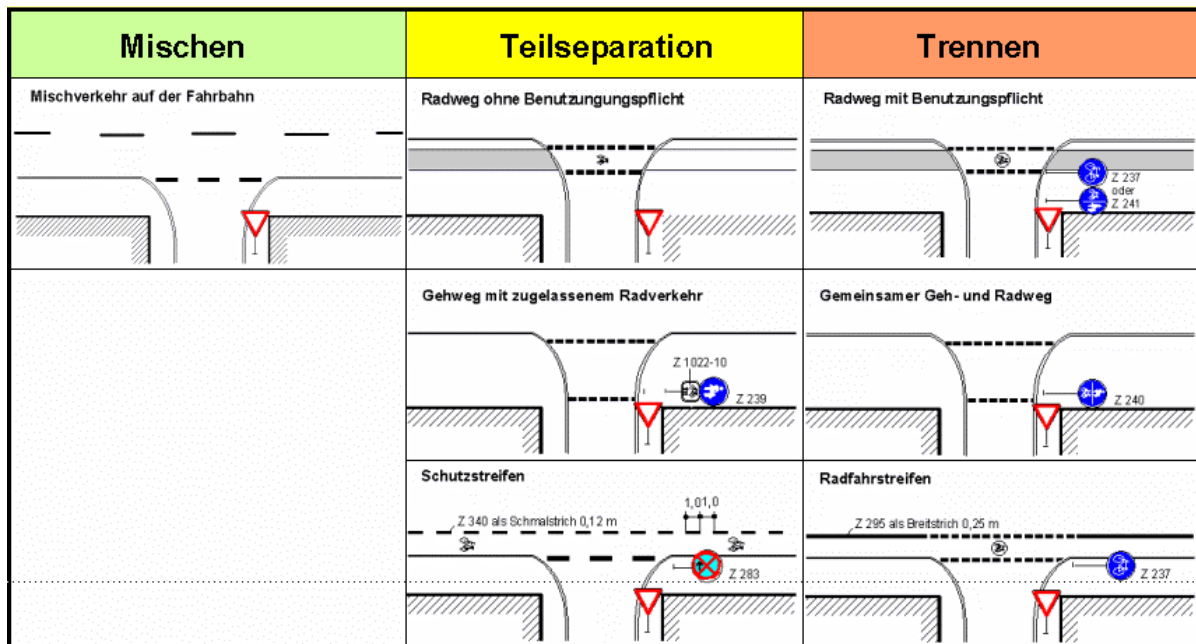 Mischen
Teilseparation
Trennen
Mischverkehr auf der Fahrbahn
Radweg ohne Benutzungungspflicht
Radweg mit Benutzungspflicht
Z 237
oder
Z 241
Gehweg mit zugelassenem Radverkehr
Z 1022-10
Z 239
Gemeinsamer Geh- und Radweg
Z 240
Schutzstreifen
Z 340 als Schmalstrich 0,12 m
1,01,0
Z 283
Radfahrstreifen
Z 295 als Breitstrich 0,25 m
Z 237